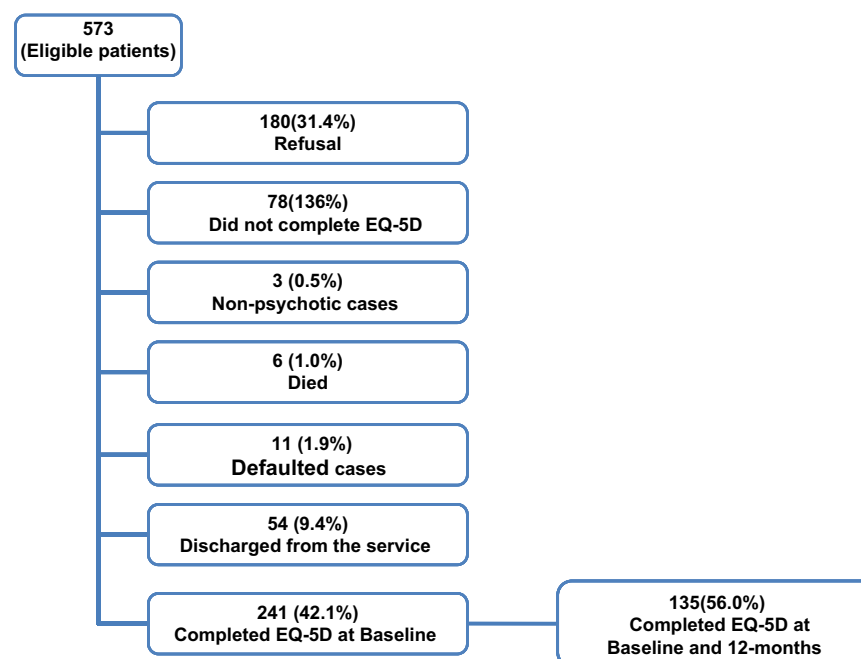 573
(Eligible patients)
180(31.4%)
Refusal
78(136%)
Did not complete EQ-5D
3 (0.5%)
Non-psychotic cases
6 (1.0%)
Died
11 (1.9%)
Defaulted cases
54 (9.4%)
Discharged from the service
241 (42.1%)
Completed EQ-5D at Baseline
135(56.0%)
Completed EQ-5D at
Baseline and 12-months